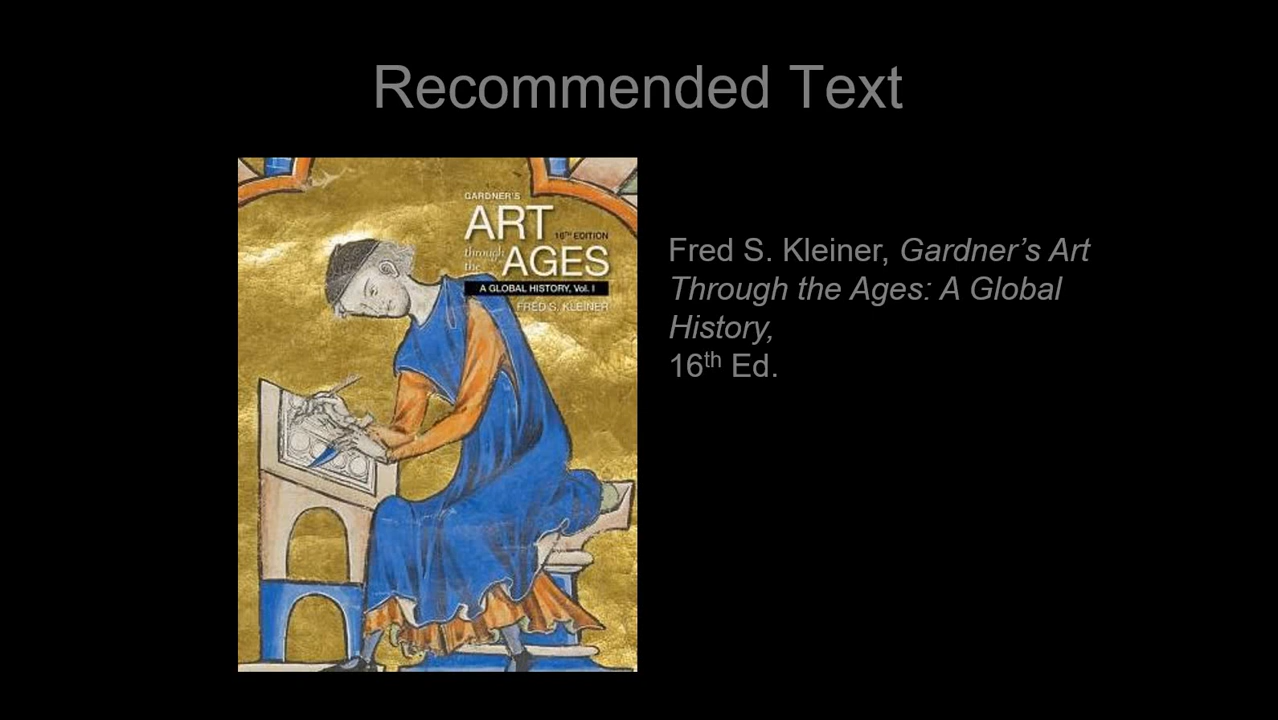 Recommended Text
GARDNER'S
ART
16TH EDITION
through
the
AGES
A GLOBAL HISTORY, Vol. I
FRED S. KLEINER
Fred S. Kleiner, Gardner’s Art
Through the Ages: A Global
History,
16th Ed.